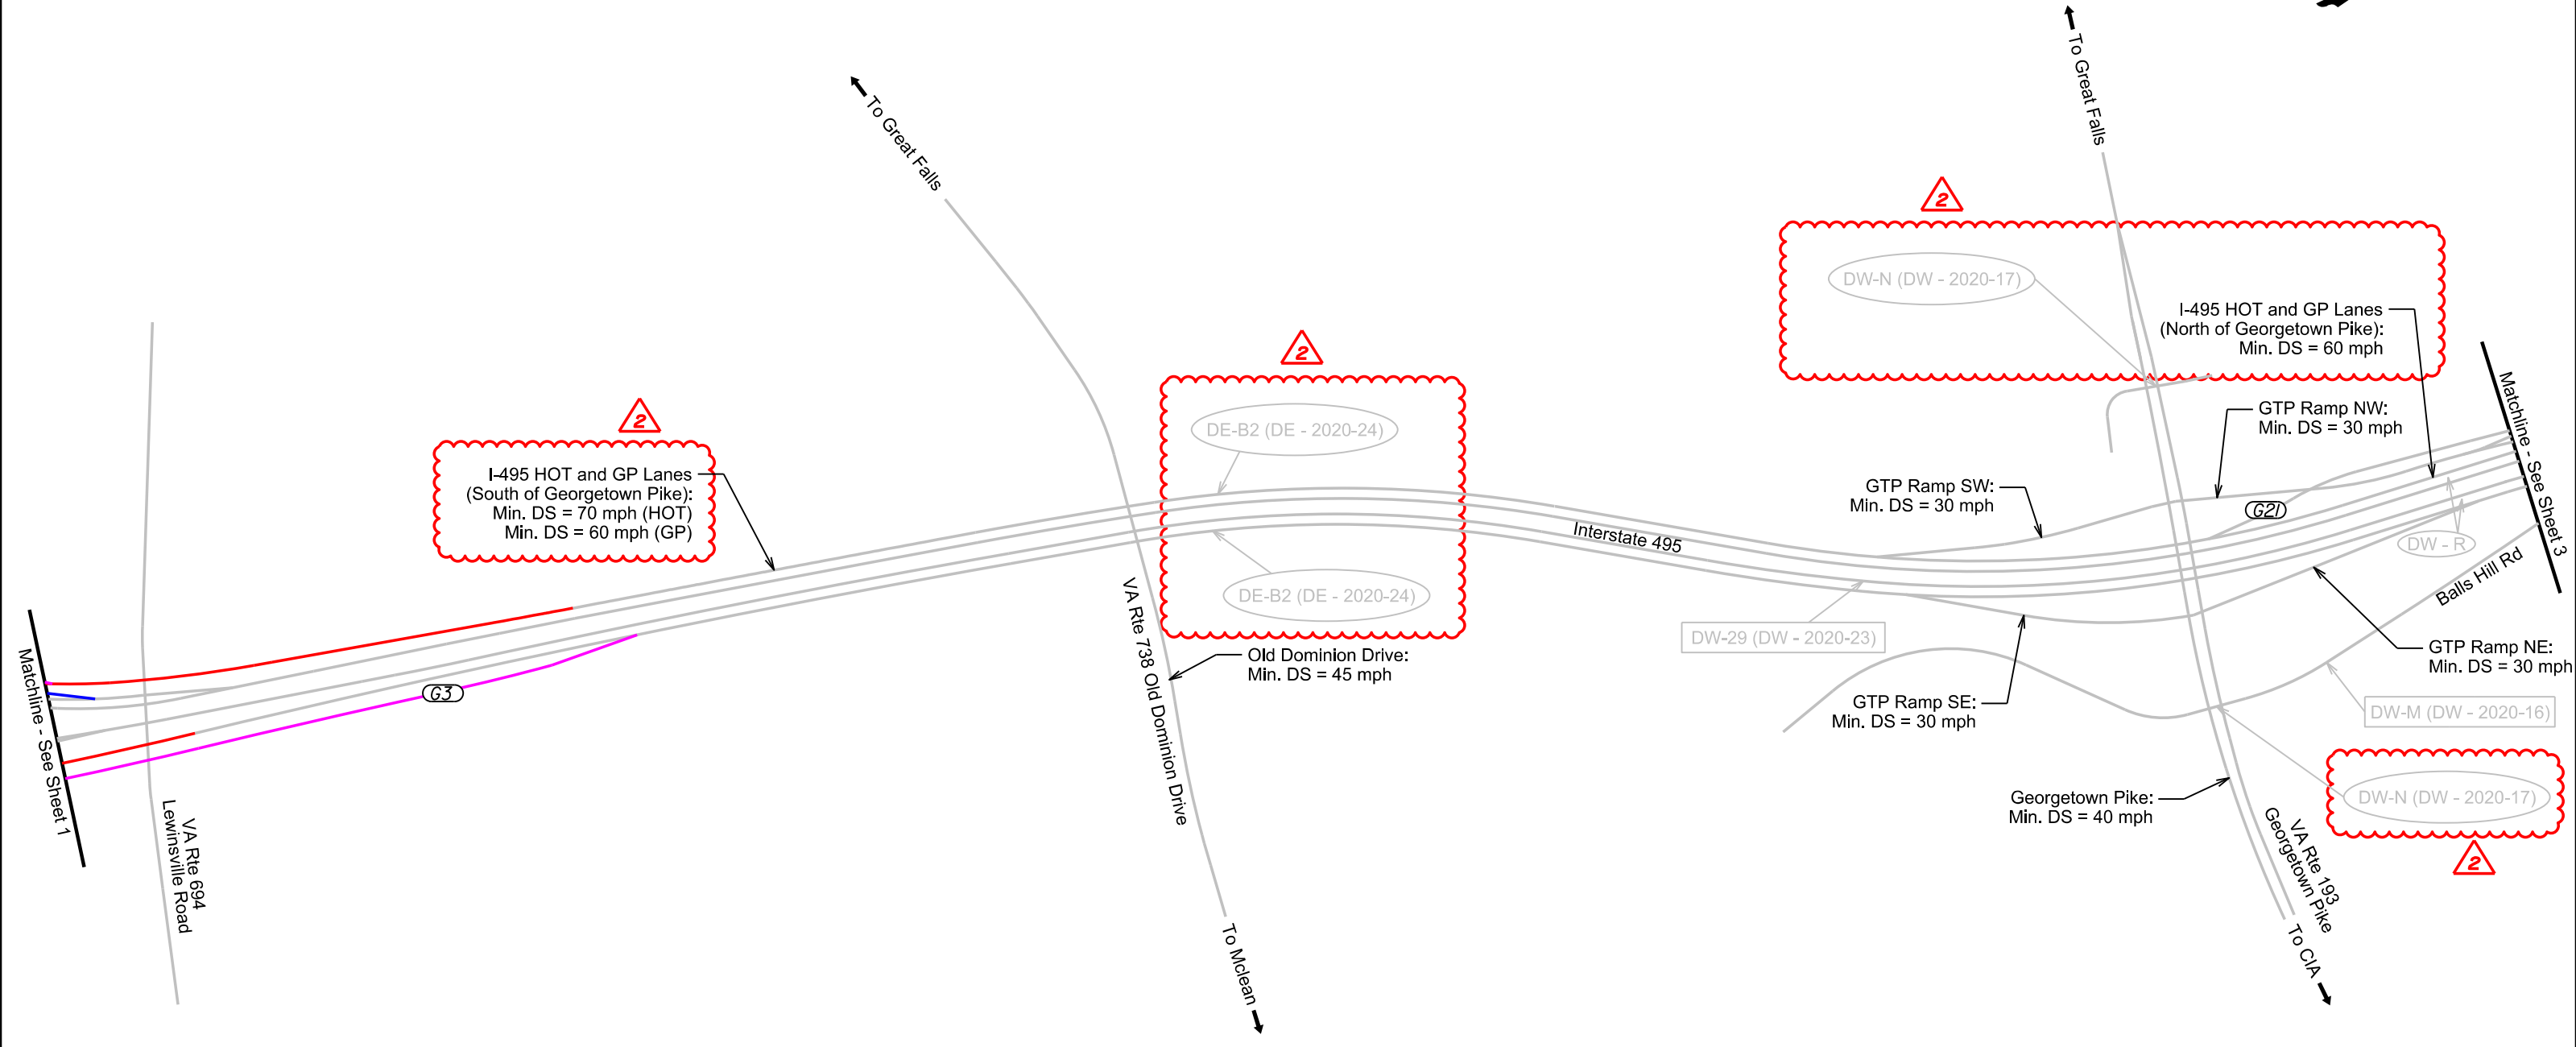 To Great Falls
To Great Falls
2
DW-N (DW - 2020-17)
I-495 HOT and GP Lanes
(North of Georgetown Pike):
Min. DS = 60 mph
2
DE-B2 (DE - 2020-24)
2
I-495 HOT and GP Lanes
(South of Georgetown Pike):
Min. DS = 70 mph (HOT)
Min. DS = 60 mph (GP)
GTP Ramp NW:
Min. DS = 30 mph
Matchline - See Sheet 3
GTP Ramp SW:
Min. DS = 30 mph
G21
Interstate 495
DW - R
Balls Hill Rd
DE-B2 (DE - 2020-24)
DW-29 (DW - 2020-23)
Matchline - See Sheet 1
G3
VA Rte 738 Old Dominion Drive
Old Dominion Drive:
Min. DS = 45 mph
GTP Ramp NE:
Min. DS = 30 mph
GTP Ramp SE:
Min. DS = 30 mph
DW-M (DW - 2020-16)
Georgetown Pike:
Min. DS = 40 mph
DW-N (DW - 2020-17)
2
VA Rte 694
Lewinsville Road
VA Rte 193
Georgetown Pike
To Mclean
To CIA